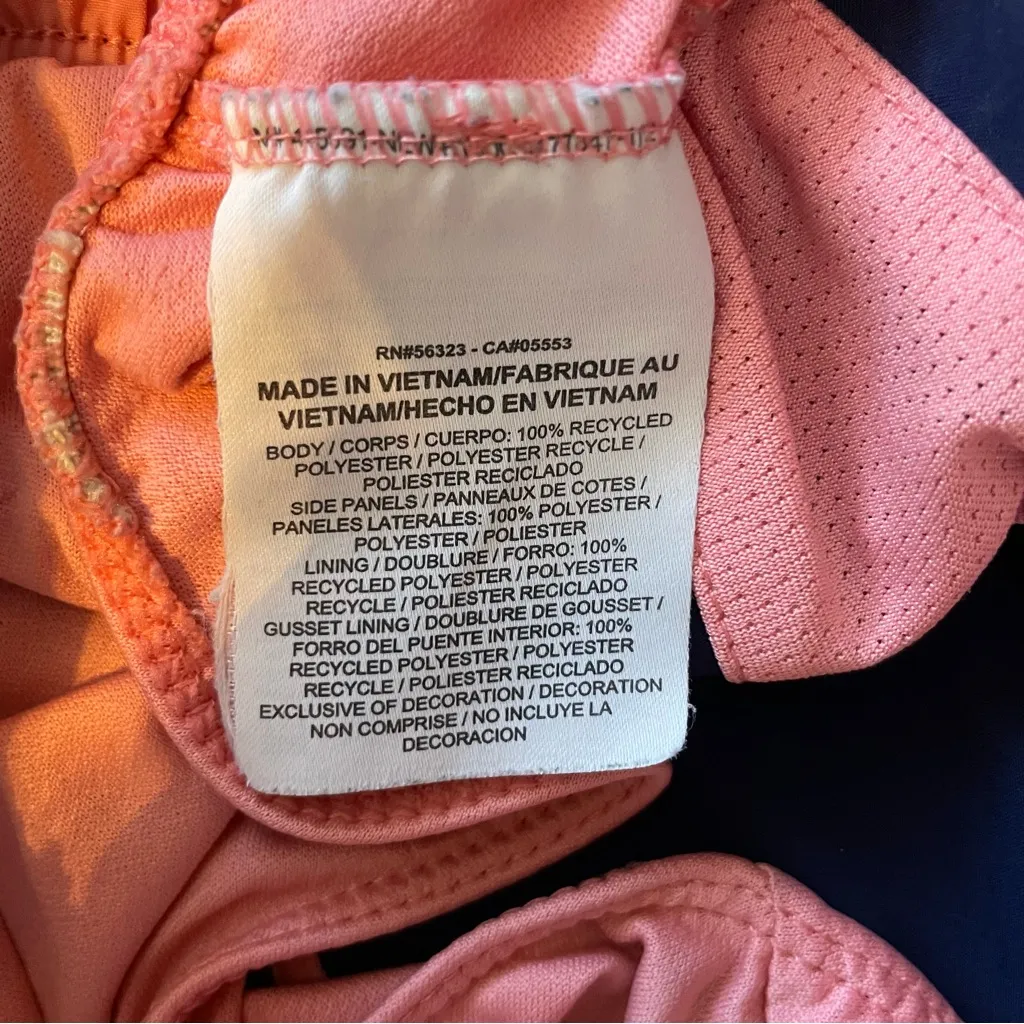 RN#56323 - CA#05553
MADE IN VIETNAM/FABRIQUE AU
VIETNAM/HECHO EN VIETNAM
BODY / CORPS / CUERPO: 100% RECYCLED
POLYESTER / POLYESTER RECYCLE /
POLIESTER RECICLADO
SIDE PANELS / PANNEAUX DE COTES /
PANELES LATERALES: 100% POLYESTER /
POLYESTER / POLIESTER
LINING / DOUBLURE / FORRO: 100%
RECYCLED POLYESTER / POLYESTER
RECYCLE / POLIESTER RECICLADO
GUSSET LINING / DOUBLURE DE GOUSSET /
FORRO DEL PUENTE INTERIOR: 100%
RECYCLED POLYESTER / POLYESTER
RECYCLE / POLIESTER RECICLADO
EXCLUSIVE OF DECORATION / DECORATION
NON COMPRISE / NO INCLUYE LA
DECORACION